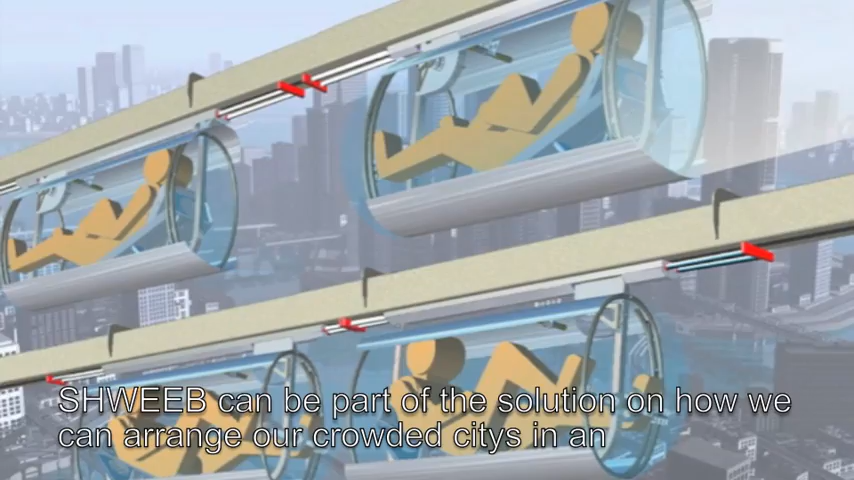 SHWEEB can be part of the solution on how we
can arrange our crowded citys in an